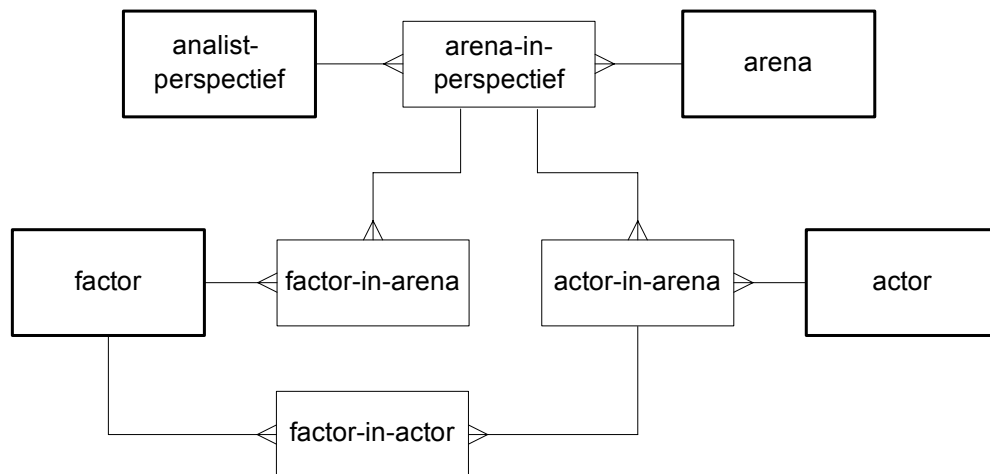 analist-
perspectief
arena-in-
perspectief
arena
factor
factor-in-arena
actor-in-arena
actor
factor-in-actor